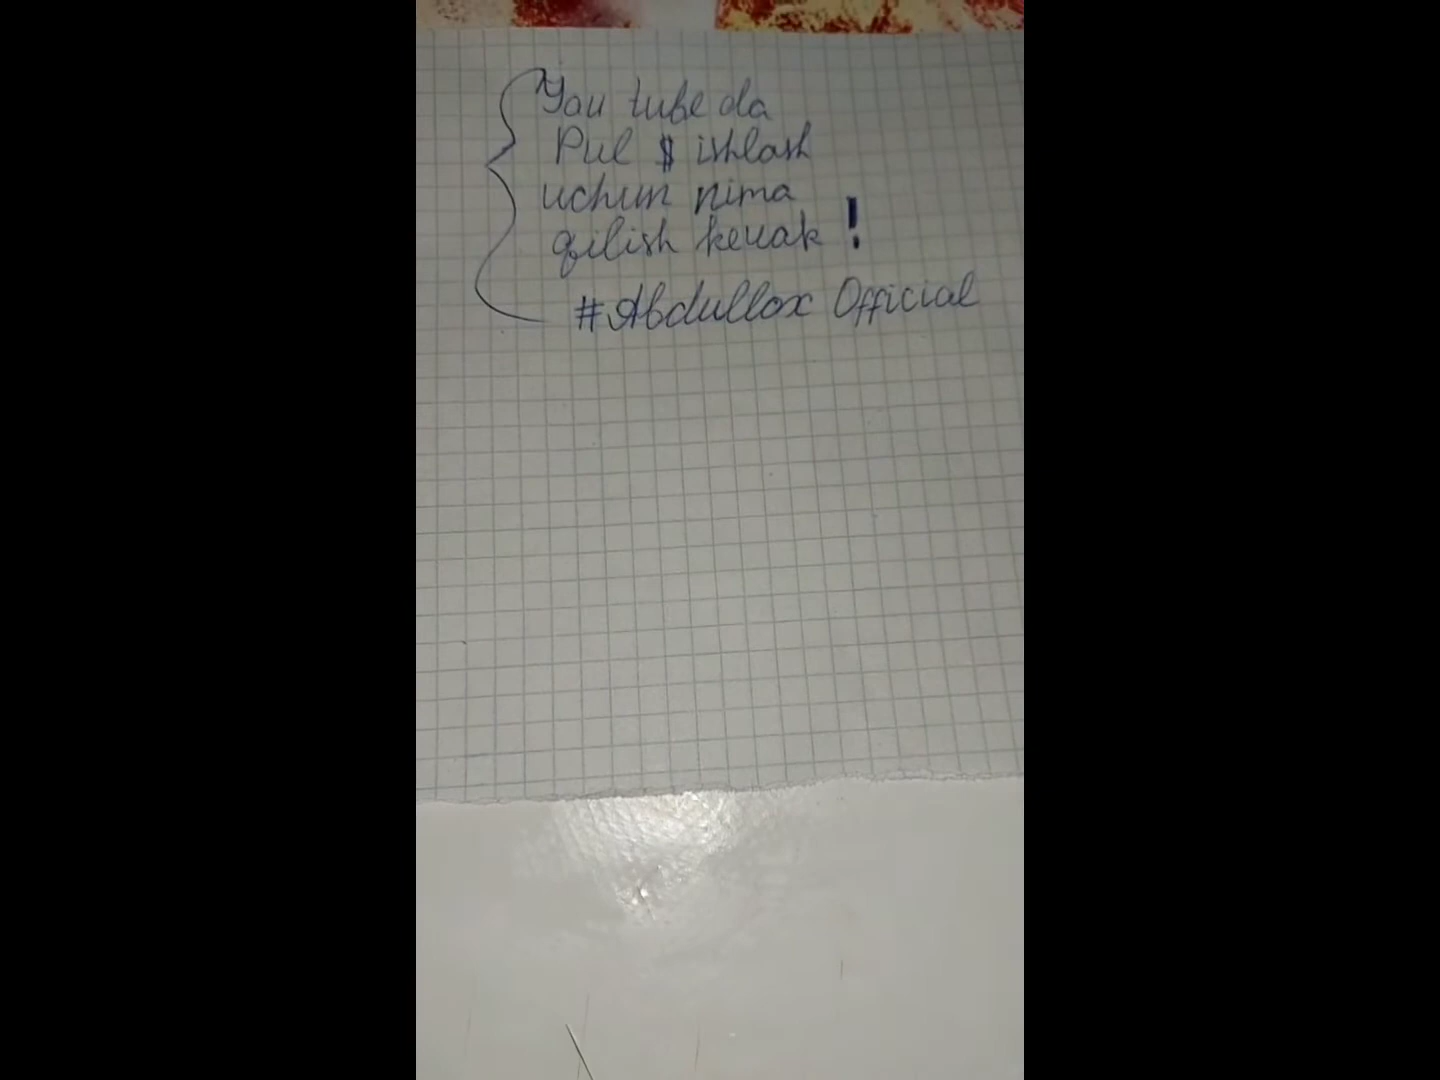 You tube da
Pul $ ishlash
uchun nima
qilish kerak !
#Abdullox Official